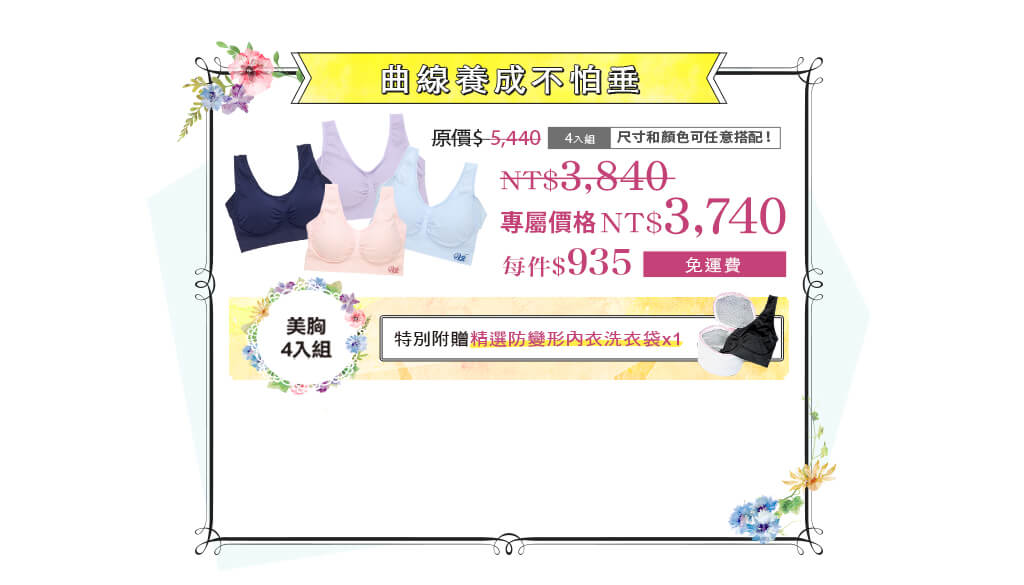 曲線養成不怕垂
原價$ 5,440 4入組 尺寸和顏色可任意搭配！
NT$3,840
專屬價格 NT$3,740
每件$935 免運費
美胸
4入組
特別附贈精選防變形內衣洗衣袋x1